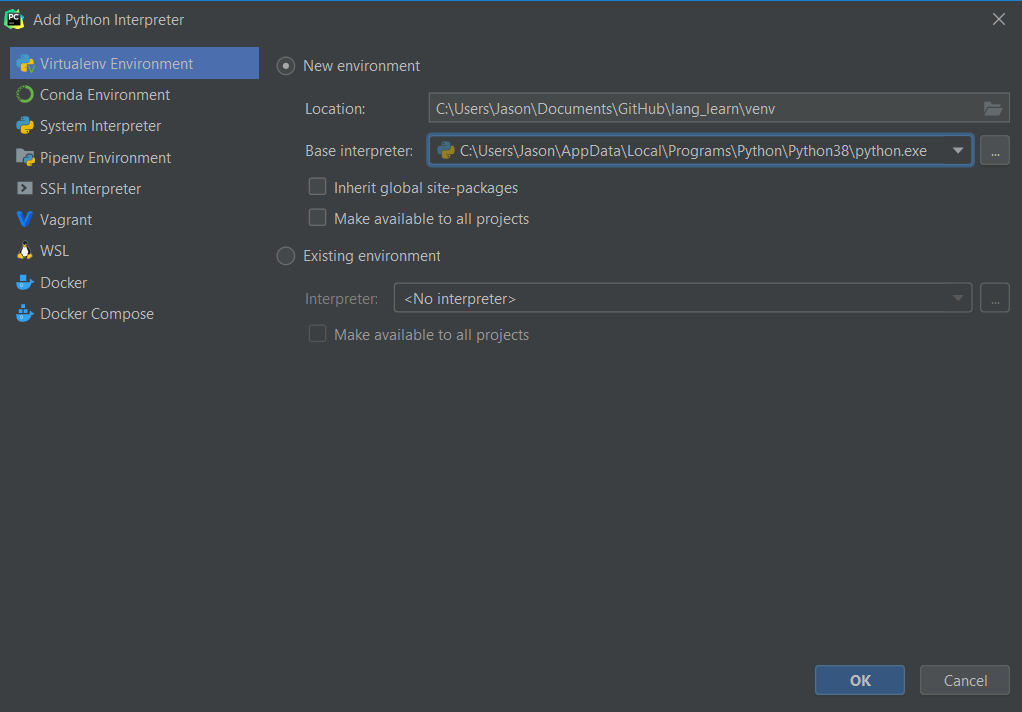 PC Add Python Interpreter
Virtualenv Environment
Conda Environment
System Interpreter
Pipenv Environment
SSH Interpreter
Vagrant
WSL
Docker
Docker Compose
New environment
Location: C:\Users\Jason\Documents\GitHub\lang_learn\venv
Base interpreter: C:\Users\Jason\AppData\Local\Programs\Python\Python38\python.exe ...
Inherit global site-packages
Make available to all projects
Existing environment
Interpreter: <No interpreter> ...
Make available to all projects
OK Cancel